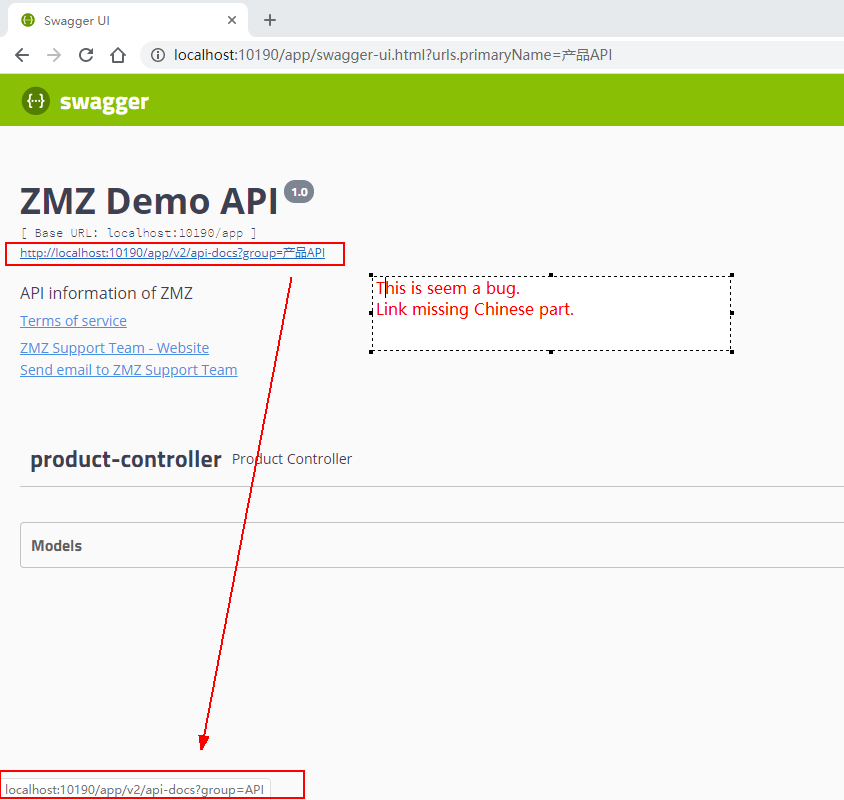 Swagger UI
localhost:10190/app/swagger-ui.html?urls.primaryName=产品API
swagger
ZMZ Demo API 1.0
[ Base URL: localhost:10190/app ]
http://localhost:10190/app/v2/api-docs?group=产品API
This is seem a bug.
Link missing Chinese part.
API information of ZMZ
Terms of service
ZMZ Support Team - Website
Send email to ZMZ Support Team
product-controller Product Controller
Models
localhost:10190/app/v2/api-docs?group=API